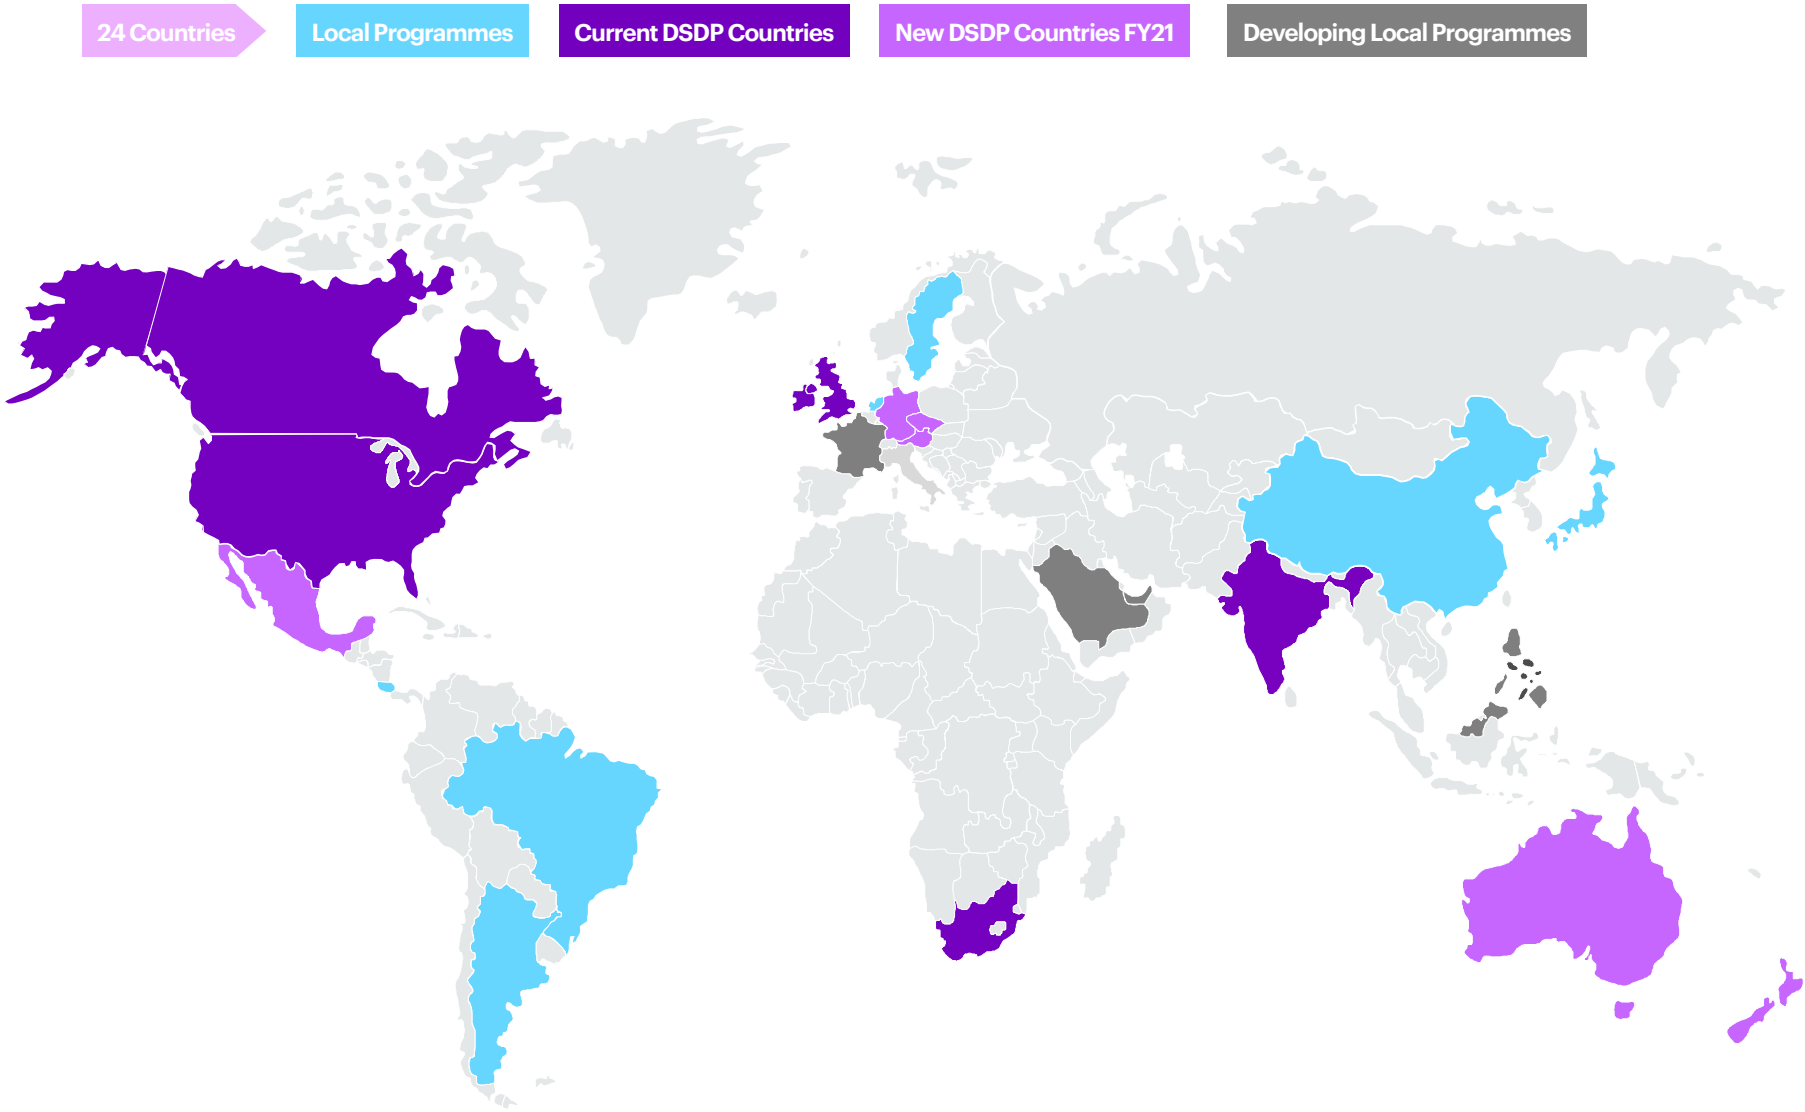 24 Countries
Local Programmes
Current DSDP Countries
New DSDP Countries FY21
Developing Local Programmes